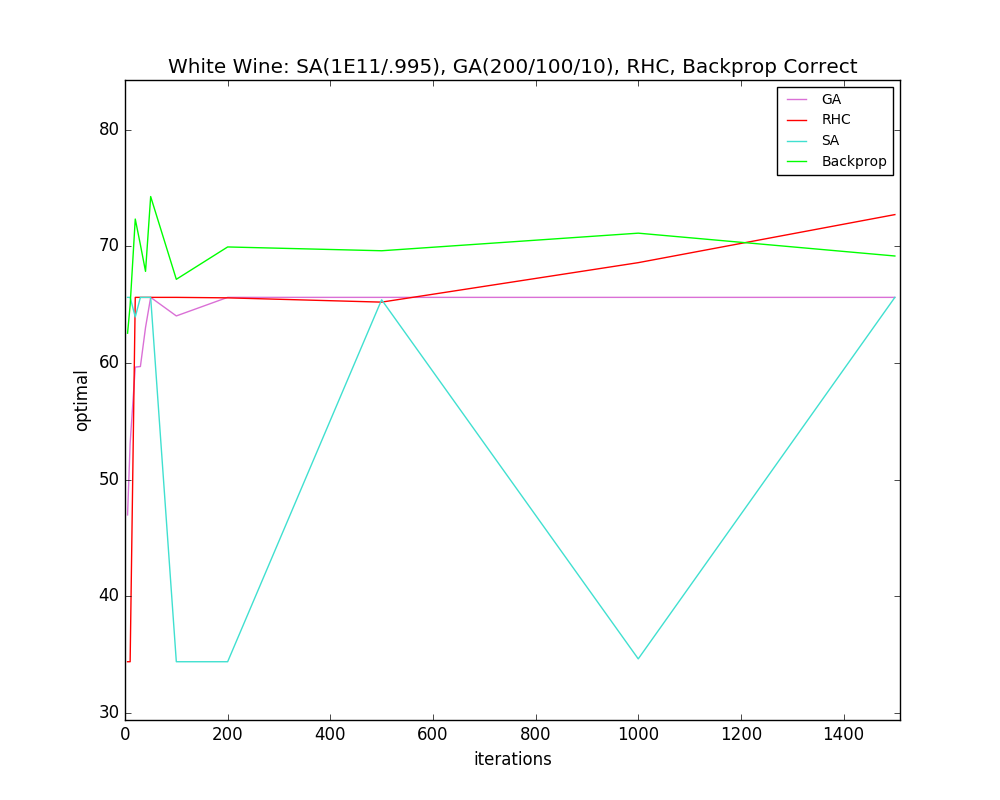 White Wine: SA(1E11/.995), GA(200/100/10), RHC, Backprop Correct
GA
RHC
SA
Backprop
80
70
60
50
40
30
optimal
0 200 400 600 800 1000 1200 1400
iterations